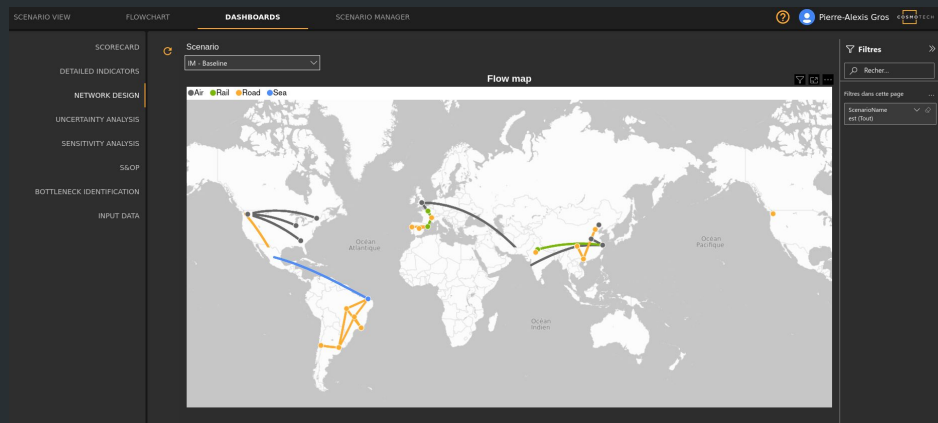 SCENARIO VIEW
FLOWCHART
DASHBOARDS
SCENARIO MANAGER
?
Pierre-Alexis Gros
COSMOTECH
SCORECARD
DETAILED INDICATORS
NETWORK DESIGN
UNCERTAINTY ANALYSIS
SENSITIVITY ANALYSIS
S&OP
BOTTLENECK IDENTIFICATION
INPUT DATA
Scenario
IM - Baseline
Flow map
Air Rail Road Sea
Ocean
Atlantique
Ocean
Indien
Ocean
Pacifique
Filtres
Recher...
Filtres dans cette page ...
ScenarioName
est (Tout)